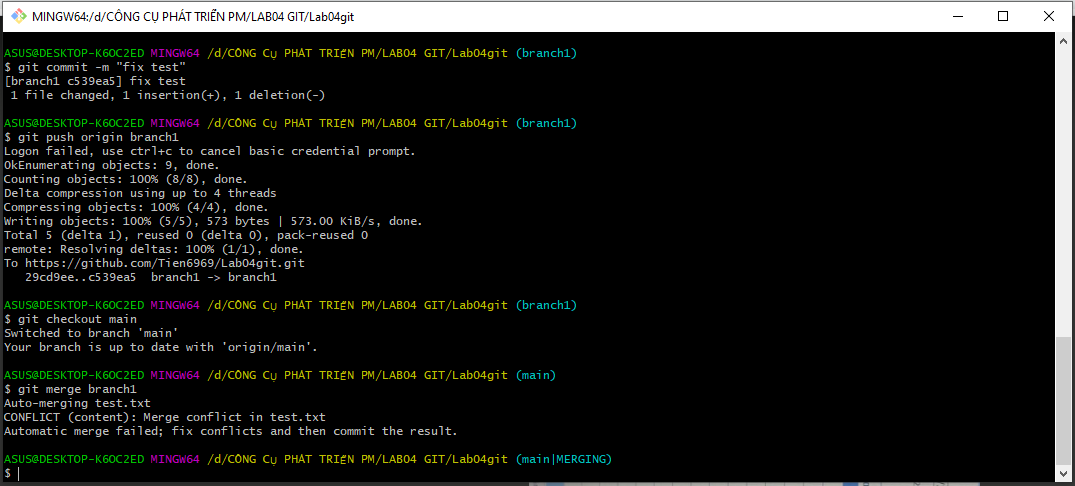 MINGW64:/d/CÔNG CỤ PHÁT TRIỂN PM/LAB04 GIT/Lab04git
ASUS@DESKTOP-K6OC2ED MINGW64 /d/CÔNG CỤ PHÁT TRIỂN PM/LAB04 GIT/Lab04git (branch1)
$ git commit -m "fix test"
[branch1 c539ea5] fix test
 1 file changed, 1 insertion(+), 1 deletion(-)
ASUS@DESKTOP-K6OC2ED MINGW64 /d/CÔNG CỤ PHÁT TRIỂN PM/LAB04 GIT/Lab04git (branch1)
$ git push origin branch1
Logon failed, use ctrl+c to cancel basic credential prompt.
OkEnumerating objects: 9, done.
Counting objects: 100% (8/8), done.
Delta compression using up to 4 threads
Compressing objects: 100% (4/4), done.
Writing objects: 100% (5/5), 573 bytes | 573.00 KiB/s, done.
Total 5 (delta 1), reused 0 (delta 0), pack-reused 0
remote: Resolving deltas: 100% (1/1), done.
To https://github.com/Tien6969/Lab04git.git
   29cd9ee..c539ea5  branch1 -> branch1
ASUS@DESKTOP-K6OC2ED MINGW64 /d/CÔNG CỤ PHÁT TRIỂN PM/LAB04 GIT/Lab04git (branch1)
$ git checkout main
Switched to branch 'main'
Your branch is up to date with 'origin/main'.
ASUS@DESKTOP-K6OC2ED MINGW64 /d/CÔNG CỤ PHÁT TRIỂN PM/LAB04 GIT/Lab04git (main)
$ git merge branch1
Auto-merging test.txt
CONFLICT (content): Merge conflict in test.txt
Automatic merge failed; fix conflicts and then commit the result.
ASUS@DESKTOP-K6OC2ED MINGW64 /d/CÔNG CỤ PHÁT TRIỂN PM/LAB04 GIT/Lab04git (main|MERGING)
$